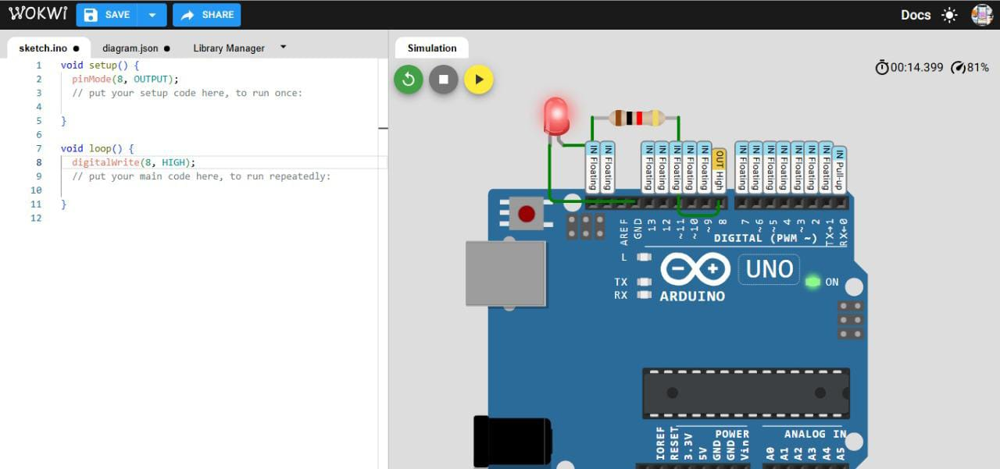 WOKWI
SAVE
SHARE
Docs
sketch.ino
diagram.json
Library Manager
Simulation
1 void setup() {
2 pinMode(8, OUTPUT);
3 // put your setup code here, to run once:
4
5 }
6
7 void loop() {
8 digitalWrite(8, HIGH);
9 // put your main code here, to run repeatedly:
10
11 }
12
00:14.399 81%
IN Floating
IN Floating
IN Floating
IN Floating
IN Floating
IN Floating
IN Floating
OUT High
IN Floating
IN Floating
IN Floating
IN Floating
IN Floating
IN Floating
IN Floating
IN Pull-up
AREF
GND
13
12
~11
~10
~9
8
7
~6
~5
4
~3
2
TX→1
RX←0
DIGITAL (PWM ~)
L
TX
RX
UNO
ON
ARDUINO
IOREF
RESET
3.3V
5V
GND
GND
Vin
POWER
ANALOG IN
A0
A1
A2
A3
A4
A5